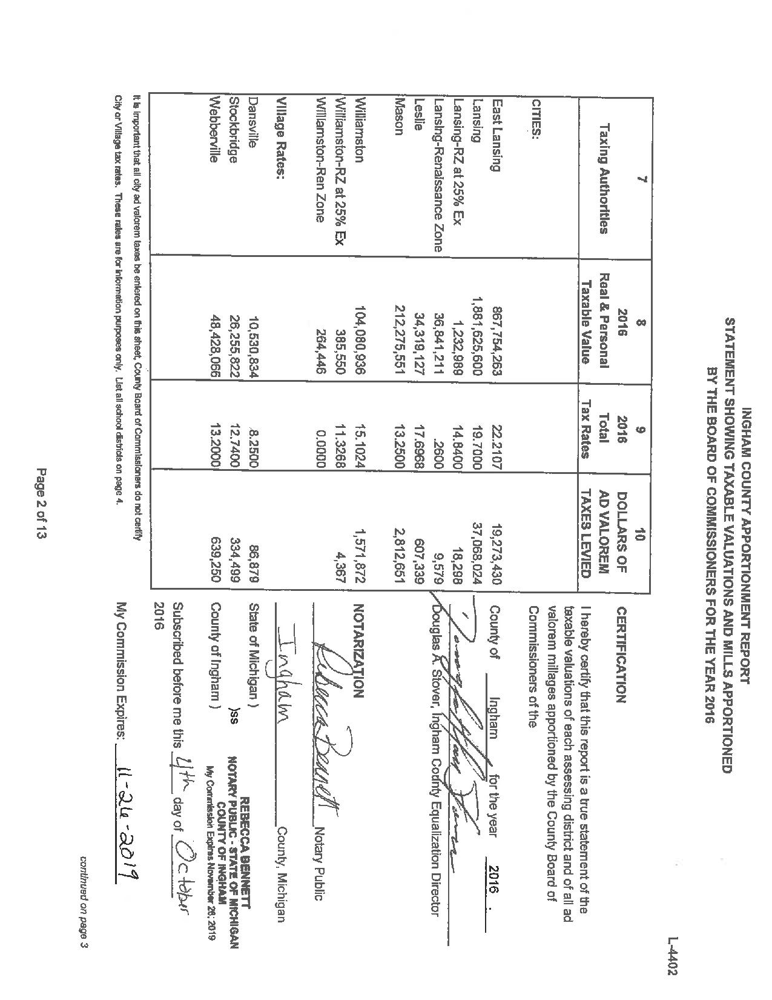 L-4402
INGHAM COUNTY APPORTIONMENT REPORT
STATEMENT SHOWING TAXABLE VALUATIONS AND MILLS APPORTIONED
BY THE BOARD OF COMMISSIONERS FOR THE YEAR 2016
7 8 9 10
2016 2016 DOLLARS OF
Taxing Authorities Real & Personal Total AD VALOREM
Taxable Value Tax Rates TAXES LEVIED
CITIES:
East Lansing 867,754,263 22.2107 19,273,430
Lansing 1,881,625,600 19.7000 37,068,024
Lansing-RZ at 25% Ex 1,232,989 14.8400 18,298
Lansing-Renaissance Zone 36,841,211 .2600 9,579
Leslie 34,319,127 17.6968 607,339
Mason 212,275,551 13.2500 2,812,651
Williamston 104,080,936 15.1024 1,571,872
Williamston-RZ at 25% Ex 385,550 11.3268 4,367
Williamston-Ren Zone 264,446 0.0000
Village Rates:
Dansville 10,530,834 8.2500 86,879
Stockbridge 26,255,822 12.7400 334,499
Webberville 48,428,066 13.2000 639,250
It is important that all city ad valorem taxes be entered on this sheet, County Board of Commissioners do not certify
City or Village tax rates. These rates are for information purposes only. List all school districts on page 4.
CERTIFICATION
I hereby certify that this report is a true statement of the
taxable valuations of each assessing district and of all ad
valorem millages apportioned by the County Board of
Commissioners of the
County of Ingham for the year 2016 .
Douglas A. Stover, Ingham County Equalization Director
NOTARIZATION
Rebecca Bennett Notary Public
Ingham County, Michigan
State of Michigan )
)ss
County of Ingham )
REBECCA BENNETT
NOTARY PUBLIC - STATE OF MICHIGAN
COUNTY OF INGHAM
My Commission Expires November 26, 2019
Subscribed before me this 4th day of October
2016
My Commission Expires: 11-26-2019
continued on page 3
Page 2 of 13